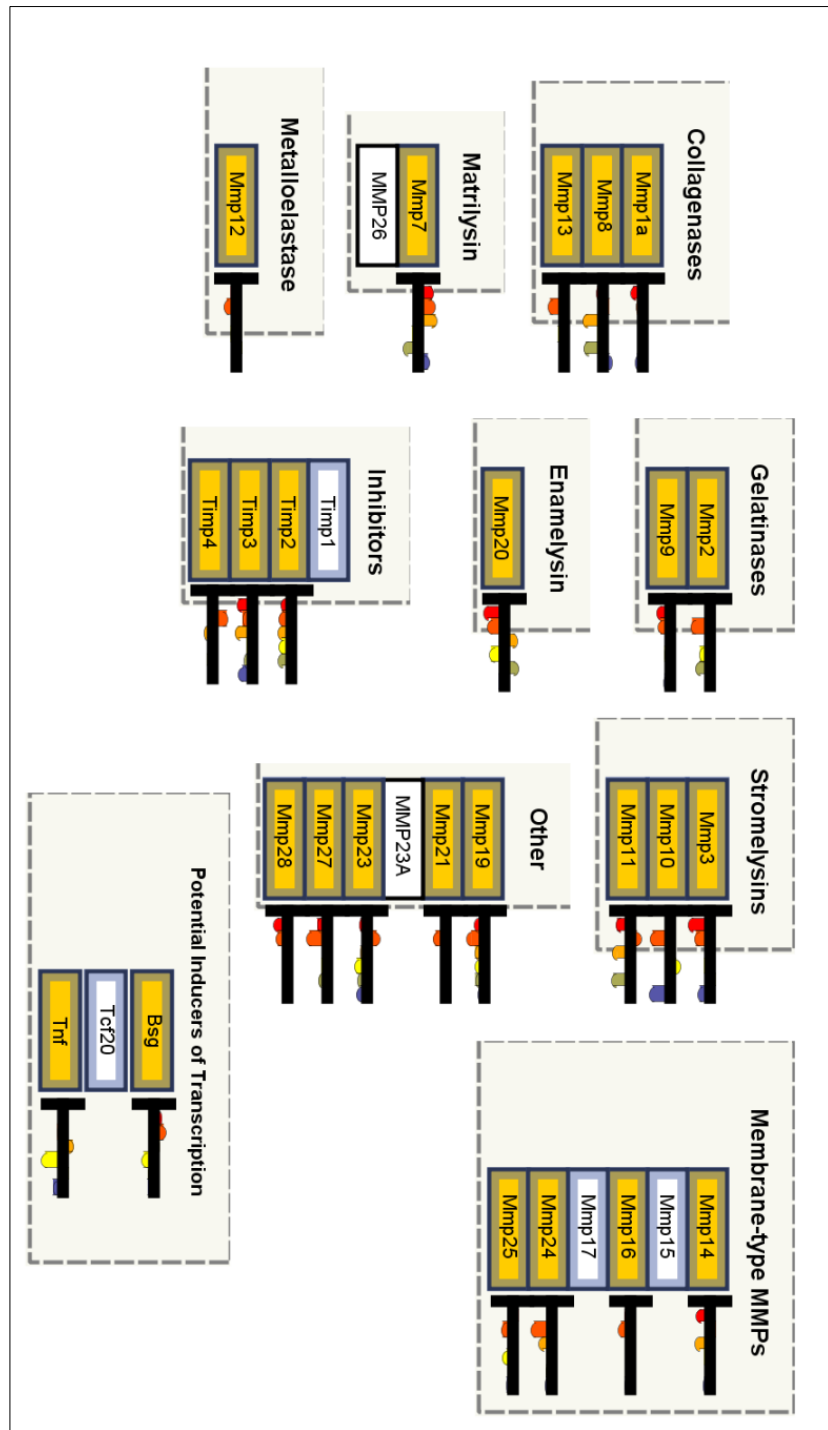 Collagenases
Mmp1a
Mmp8
Mmp13
Matrilysin
Mmp7
MMP26
Metalloelastase
Mmp12
Gelatinases
Mmp2
Mmp9
Enamelysin
Mmp20
Inhibitors
Timp1
Timp2
Timp3
Timp4
Stromelysins
Mmp3
Mmp10
Mmp11
Other
Mmp19
Mmp21
MMP23A
Mmp23
Mmp27
Mmp28
Membrane-type MMPs
Mmp14
Mmp15
Mmp16
Mmp17
Mmp24
Mmp25
Potential Inducers of Transcription
Bsg
Tcf20
Tnf